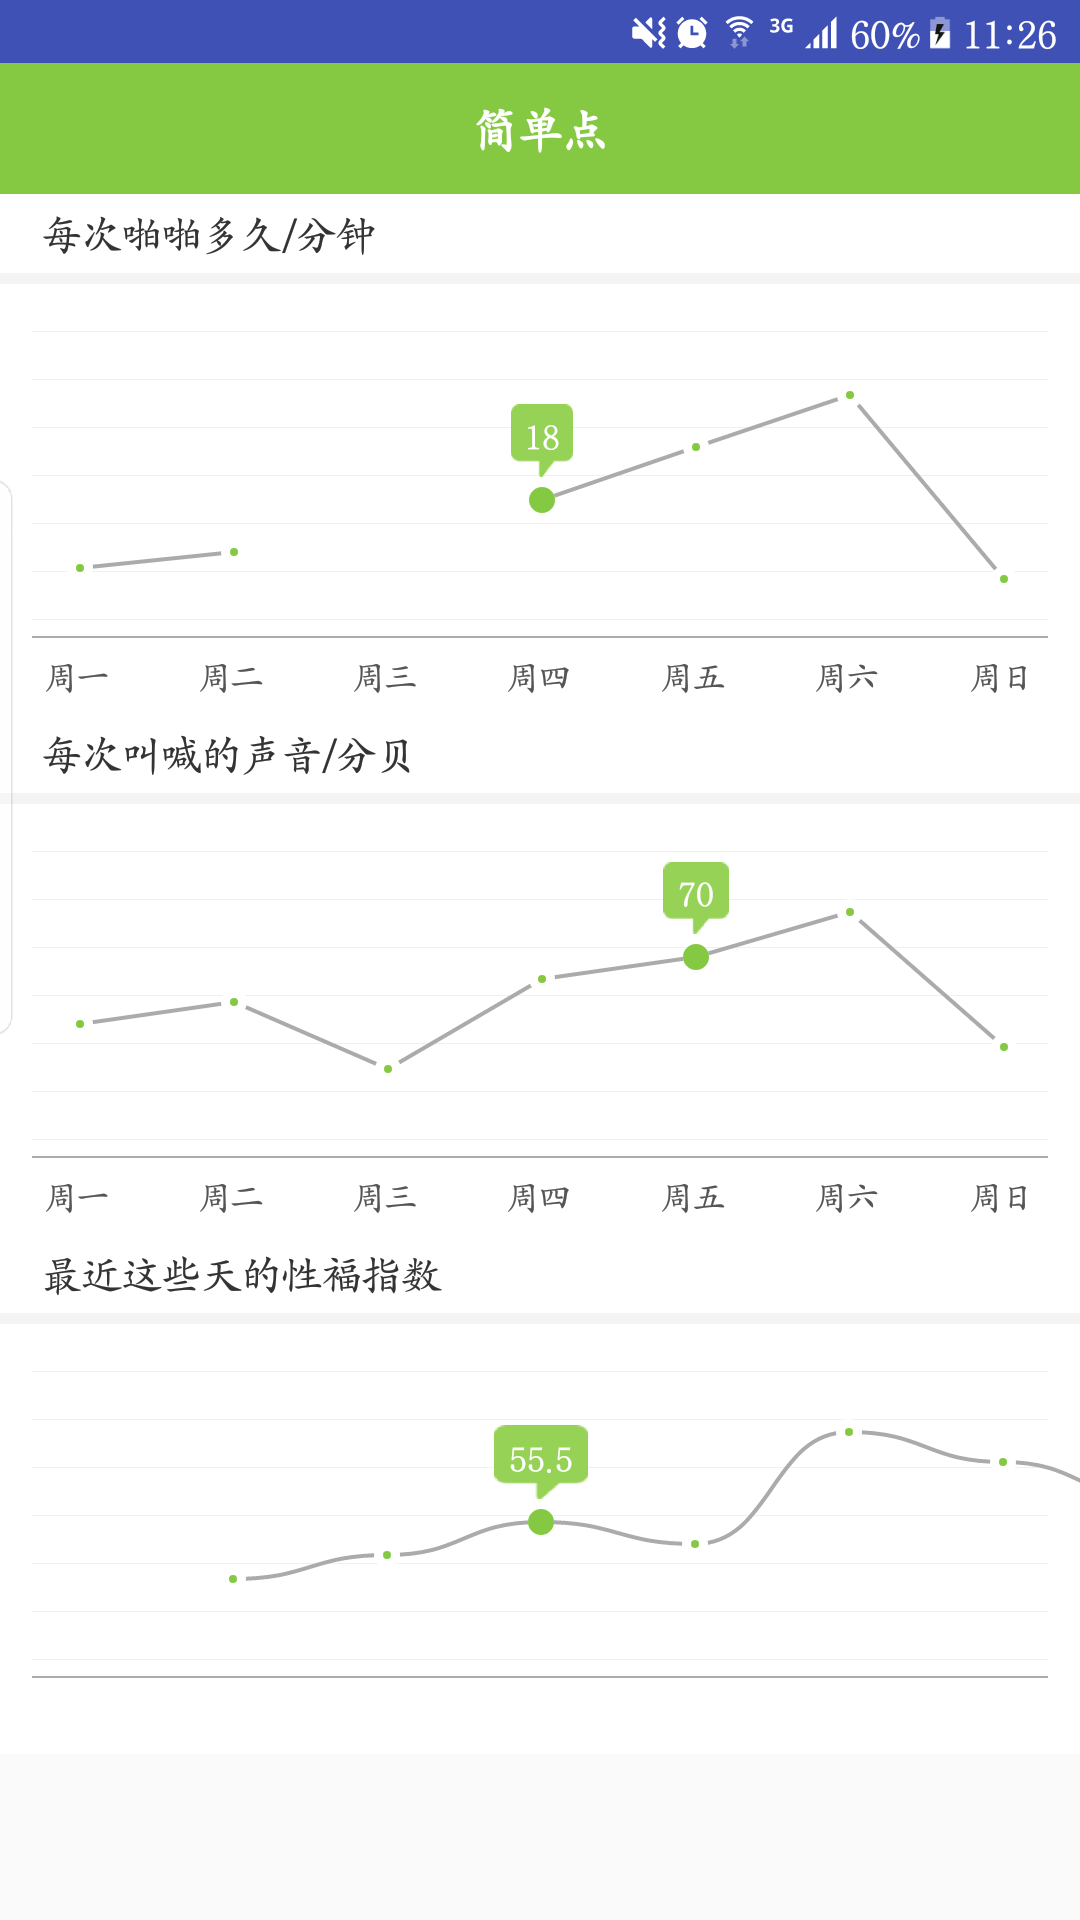 3G 60% 11:26
简单点
每次啪啪多久/分钟
18
周一 周二 周三 周四 周五 周六 周日
每次叫喊的声音/分贝
70
周一 周二 周三 周四 周五 周六 周日
最近这些天的性福指数
55.5